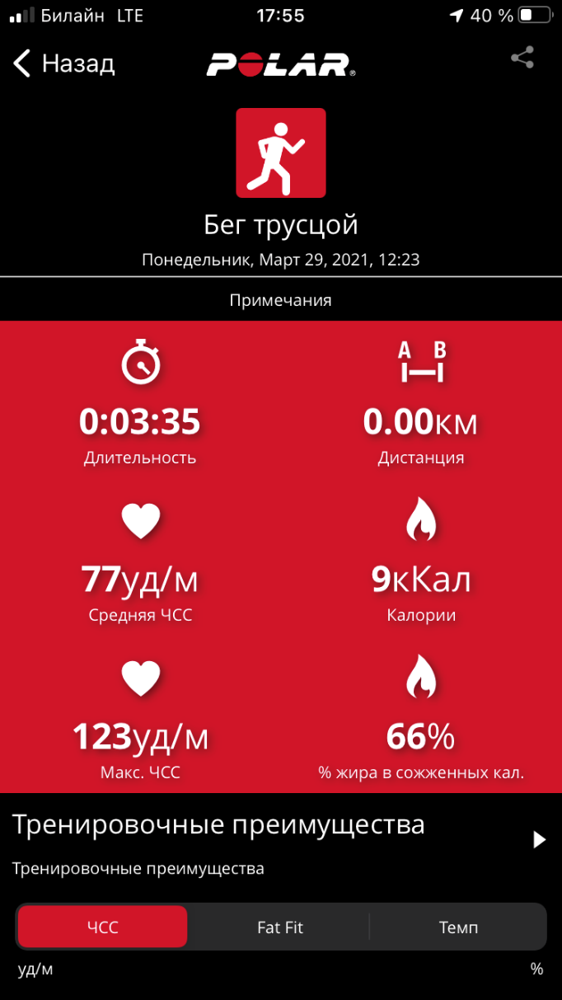 Билайн LTE 17:55 40 %
Назад POLAR®
Бег трусцой
Понедельник, Март 29, 2021, 12:23
Примечания
A B
0:03:35 0.00км
Длительность Дистанция
77уд/м 9кКал
Средняя ЧСС Калории
123уд/м 66%
Макс. ЧСС % жира в сожженных кал.
Тренировочные преимущества
Тренировочные преимущества
ЧСС Fat Fit Темп
уд/м %